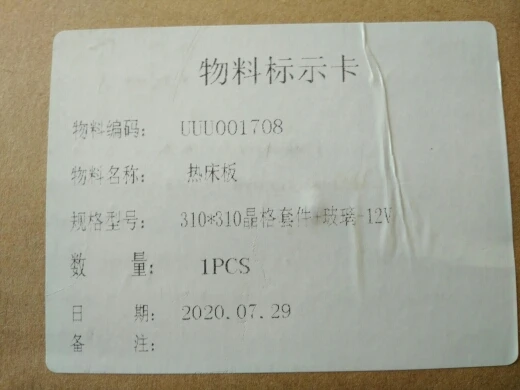 物料标示卡
物料编码: UUU001708
物料名称: 热床板
规格型号: 310*310晶格套件+玻璃-12V
数 量: 1PCS
日 期: 2020.07.29
备 注: